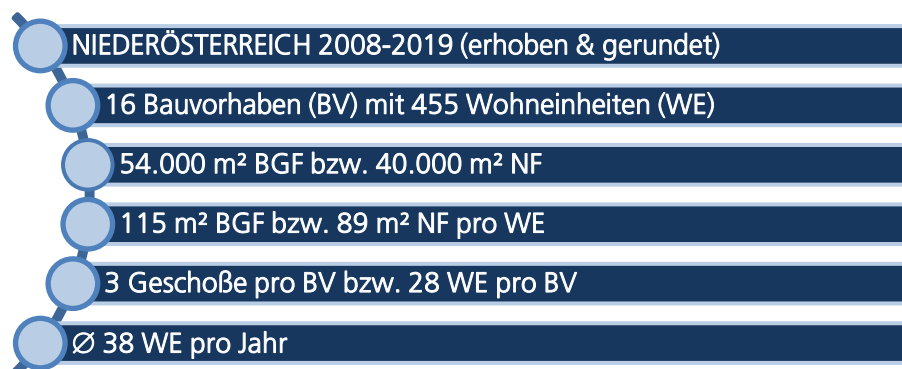 NIEDERÖSTERREICH 2008-2019 (erhoben & gerundet)
16 Bauvorhaben (BV) mit 455 Wohneinheiten (WE)
54.000 m² BGF bzw. 40.000 m² NF
115 m² BGF bzw. 89 m² NF pro WE
3 Geschoße pro BV bzw. 28 WE pro BV
Ø 38 WE pro Jahr